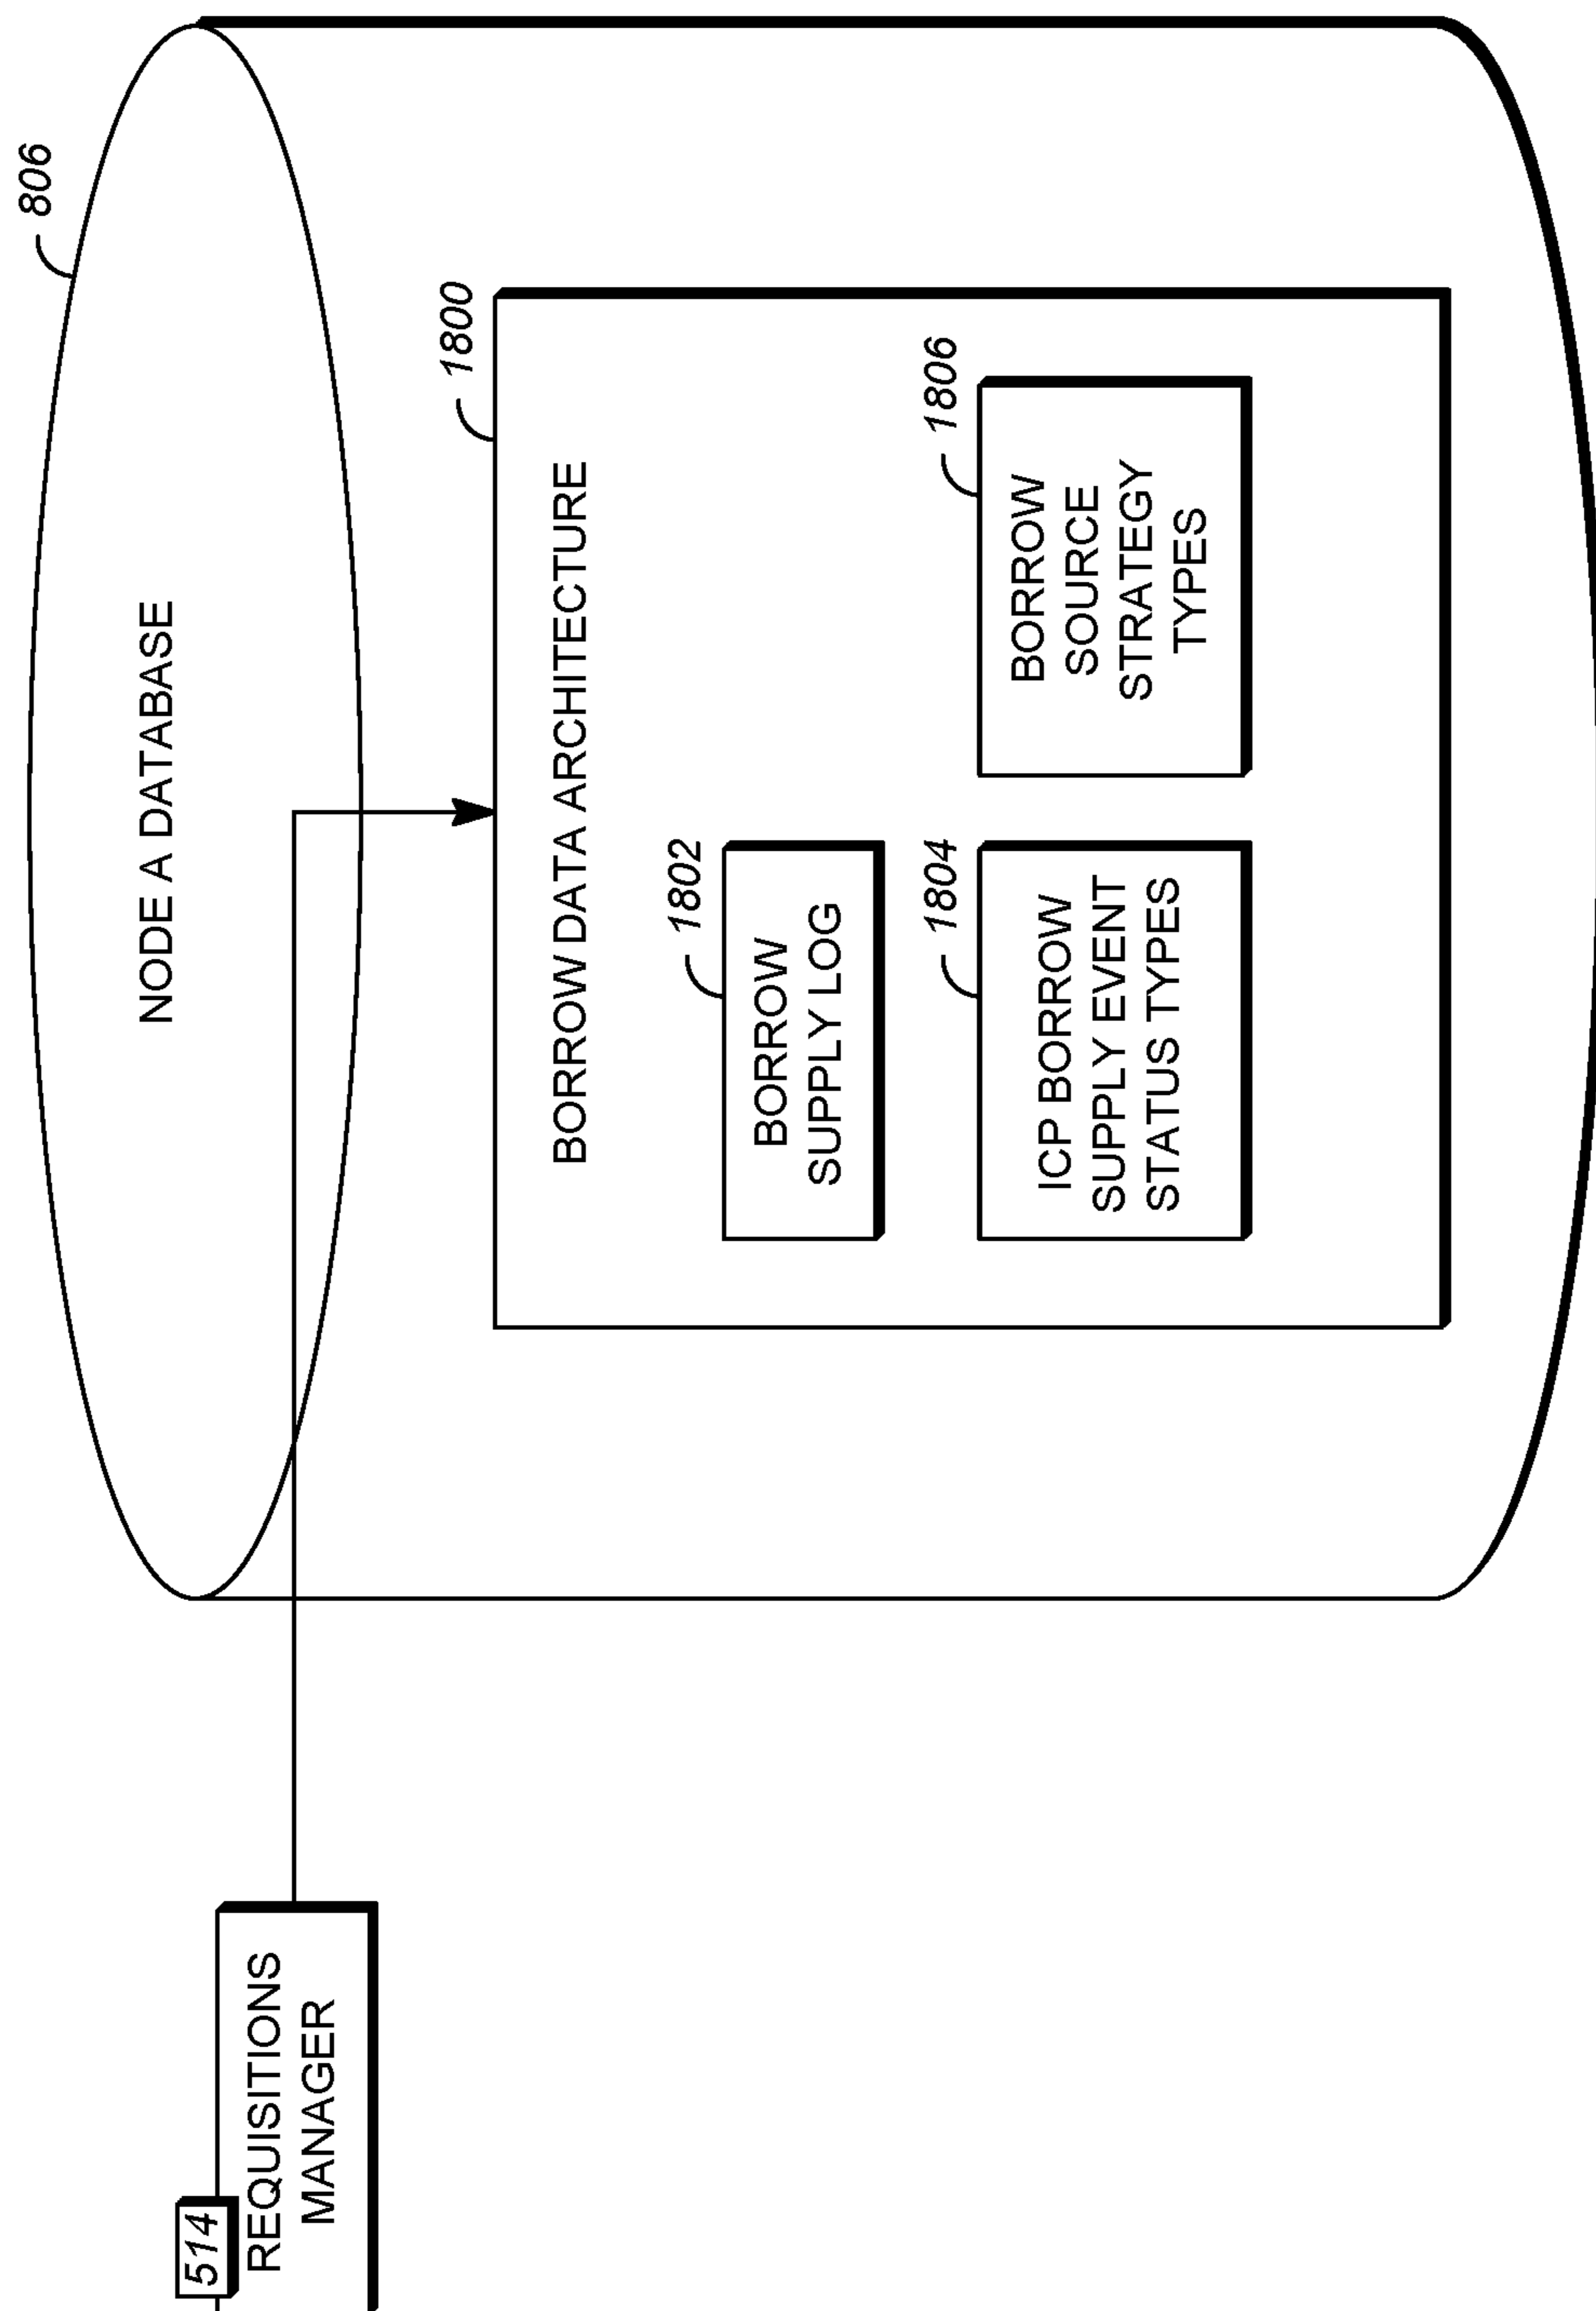 514
REQUISITIONS
MANAGER
806
NODE A DATABASE
1800
BORROW DATA ARCHITECTURE
1802
BORROW
SUPPLY LOG
1804
ICP BORROW
SUPPLY EVENT
STATUS TYPES
1806
BORROW
SOURCE
STRATEGY
TYPES